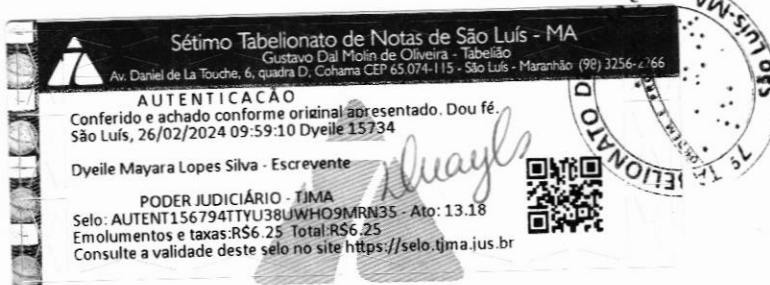 Sétimo Tabelionato de Notas de São Luís - MA
Gustavo Dal Molin de Oliveira - Tabelião
Av. Daniel de La Touche, 6, quadra D, Cohama CEP 65.074-115 - São Luís - Maranhão (98) 3256-2266
AUTENTICACÃO
Conferido e achado conforme original apresentado. Dou fé.
São Luís, 26/02/2024 09:59:10 Dyeile 15734
Dyeile Mayara Lopes Silva - Escrevente
PODER JUDICIÁRIO - TJMA
Selo: AUTENT156794TTYU38UWHO9MRN35 - Ato: 13.18
Emolumentos e taxas:R$6.25 Total:R$6.25
Consulte a validade deste selo no site https://selo.tjma.jus.br